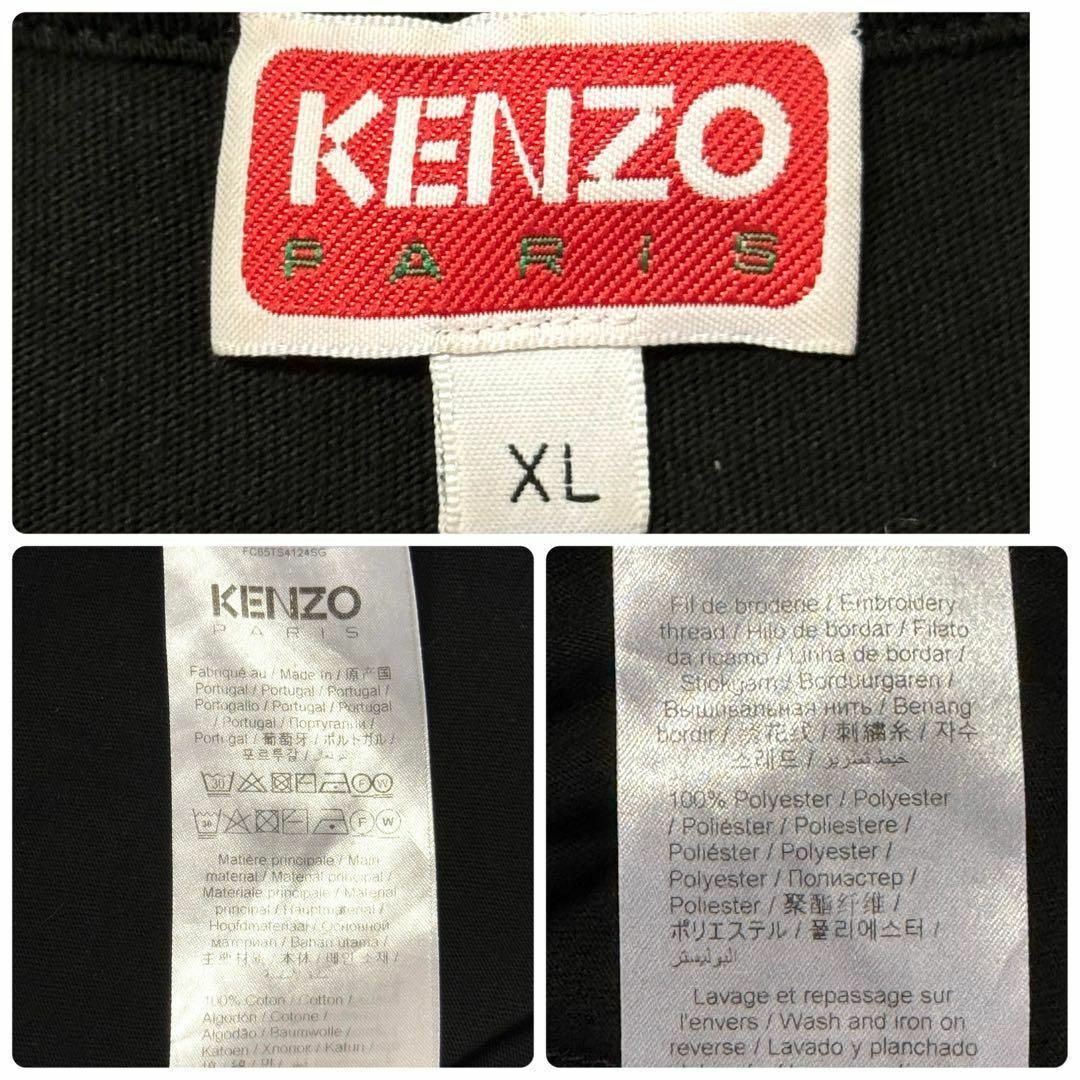 KENZO
PARIS
XL
FC65TS4124SG
KENZO
PARIS
Fabriqué au / Made in / 原产国
Portugal / Portugal / Portugal /
Portogallo / Portugal / Portugal
/ Portugal / Португалии /
Portugal / 葡萄牙 / ポルトガル /
포르투갈 / البرتغال
30 F W
30 F W
Matière principale / Main
material / Material principal /
Materiale principale / Material
principal / Hauptmaterial /
Hoofdmateriaal / Основной
материал / Bahan utama /
主要材质 / 本体 / 메인 소재 /
100% Coton / Cotton /
Algodón / Cotone /
Algodão / Baumwolle /
Katoen / Хлопок / Katun /
Fil de broderie / Embroidery
thread / Hilo de bordar / Filato
da ricamo / Linha de bordar /
Stickgarn / Borduurgaren /
Вышивальная нить / Benang
bordir / 绣花线 / 刺繍糸 / 자수
스레드 / خيط تطريز
100% Polyester / Polyester
/ Poliéster / Poliestere /
Poliéster / Polyester /
Polyester / Полиэстер /
Poliester / 聚酯纤维 /
ポリエステル / 폴리에스터 /
البوليستر
Lavage et repassage sur
l'envers / Wash and iron on
reverse / Lavado y planchado